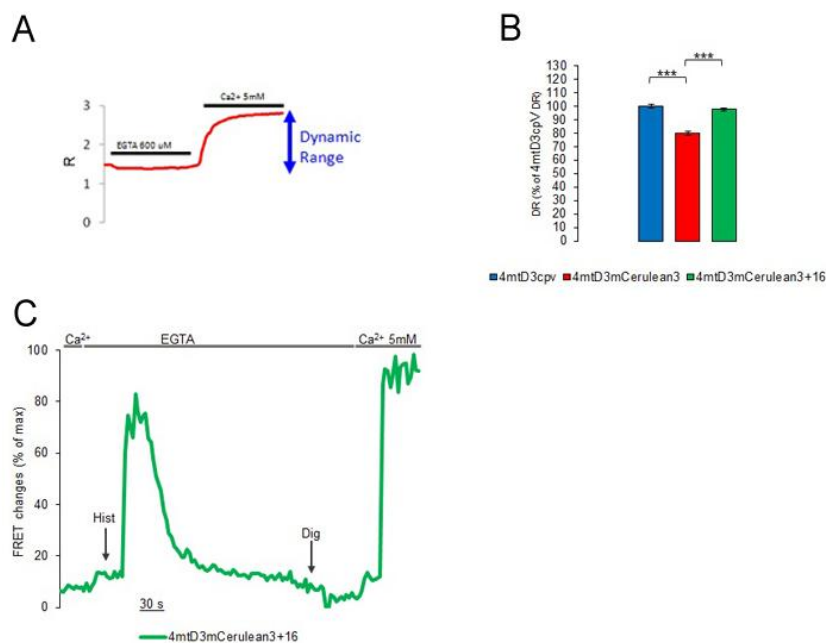 A
3
2
1
0
R
EGTA 600 uM
Ca2+ 5mM
Dynamic
Range
B
130
120
110
100
90
80
70
60
50
40
30
20
10
0
DR (% of 4mtD3cpV DR)
***
***
4mtD3cpv
4mtD3mCerulean3
4mtD3mCerulean3+16
C
Ca²⁺
EGTA
Ca²⁺ 5mM
100
80
60
40
20
0
FRET changes (% of max)
Hist
Dig
30 s
4mtD3mCerulean3+16